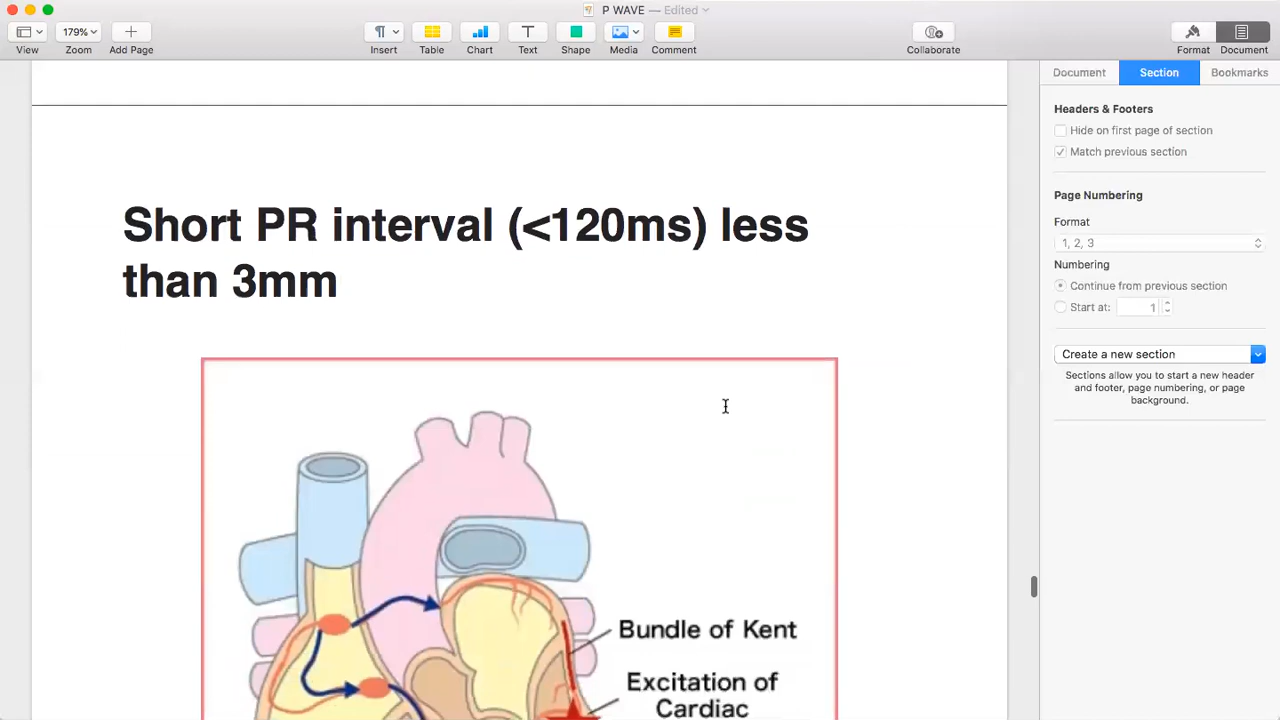 P WAVE — Edited
179%
View
Zoom
Add Page
Insert
Table
Chart
Text
Shape
Media
Comment
Collaborate
Format
Document
Document
Section
Bookmarks
Headers & Footers
Hide on first page of section
Match previous section
Page Numbering
Format
1, 2, 3
Numbering
Continue from previous section
Start at:
1
Create a new section
Sections allow you to start a new header
and footer, page numbering, or page
background.
Short PR interval (<120ms) less
than 3mm
Bundle of Kent
Excitation of
Cardiac